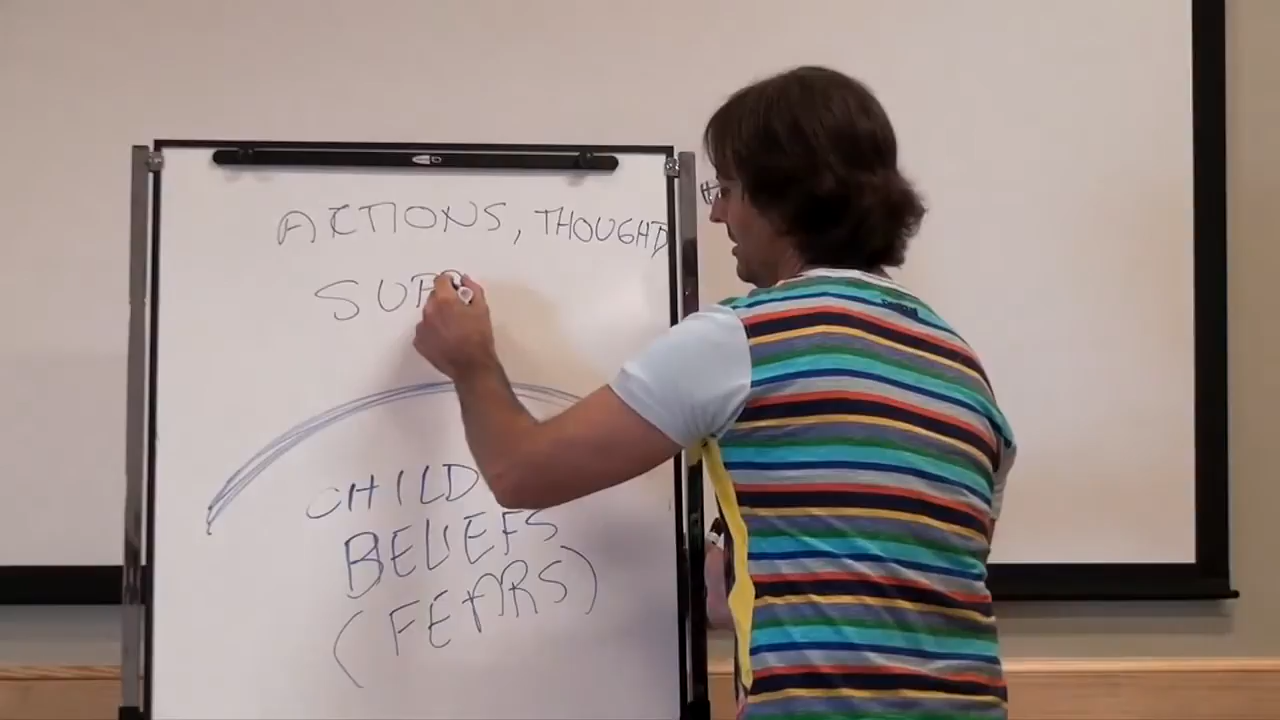 ACTIONS, THOUGHT
SUP
CHILD
BELIEFS
(FEARS)